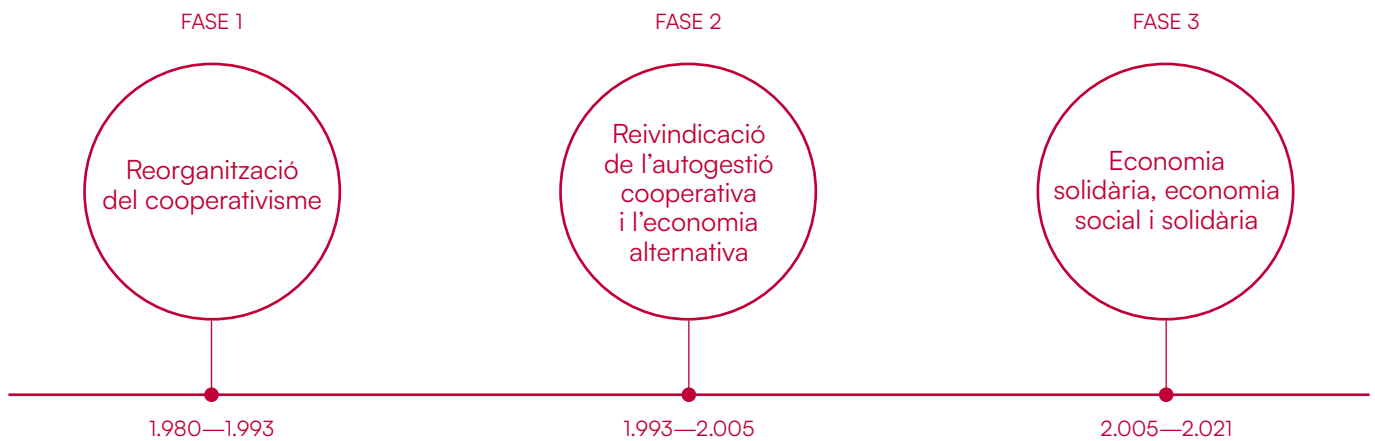 FASE 1
Reorganització
del cooperativisme
1.980—1.993
FASE 2
Reivindicació
de l’autogestió
cooperativa
i l’economia
alternativa
1.993—2.005
FASE 3
Economia
solidària, economia
social i solidària
2.005—2.021